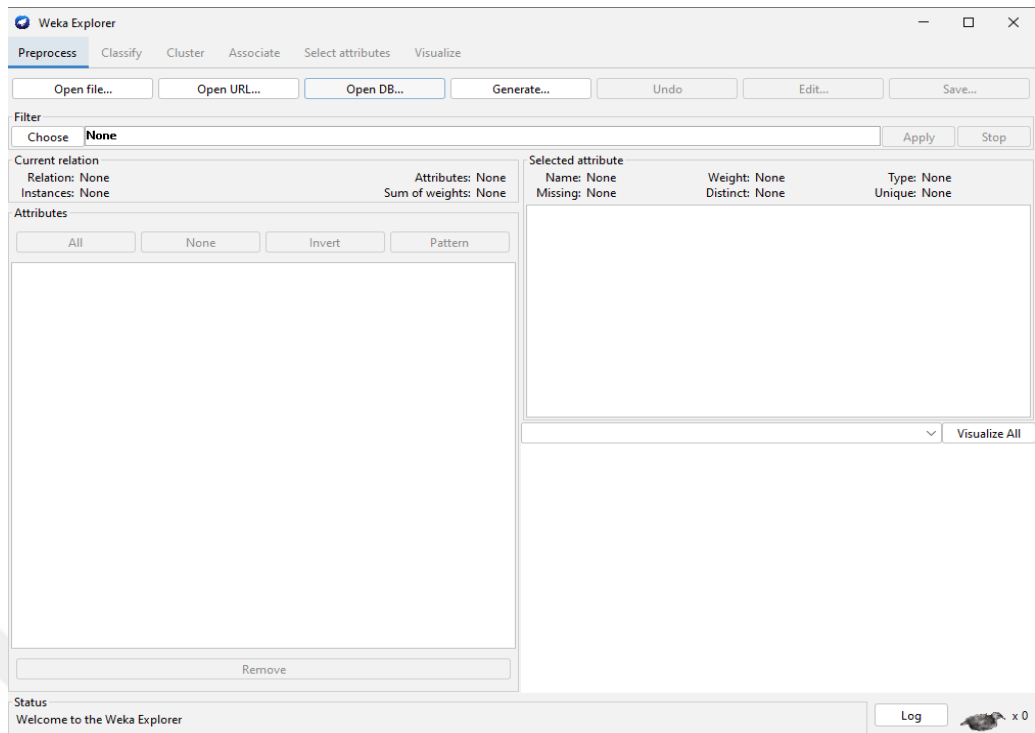 Weka Explorer
Preprocess Classify Cluster Associate Select attributes Visualize
Open file... Open URL... Open DB... Generate... Undo Edit... Save...
Filter
Choose None Apply Stop
Current relation
Relation: None Attributes: None
Instances: None Sum of weights: None
Selected attribute
Name: None Weight: None Type: None
Missing: None Distinct: None Unique: None
Attributes
All None Invert Pattern
Visualize All
Remove
Status
Welcome to the Weka Explorer
Log x 0